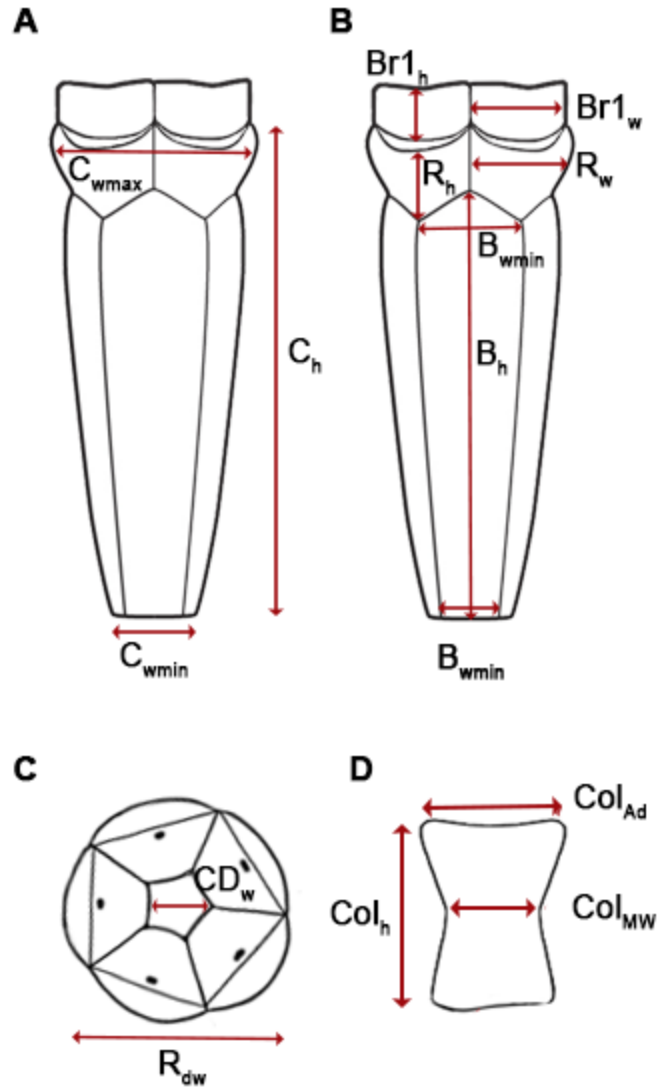 A
B
Br1h
Br1w
Cwmax
Rh
Rw
Bwmin
Ch
Bh
Cwmin
Bwmin
C
D
ColAd
CDw
Colh
ColMW
Rdw